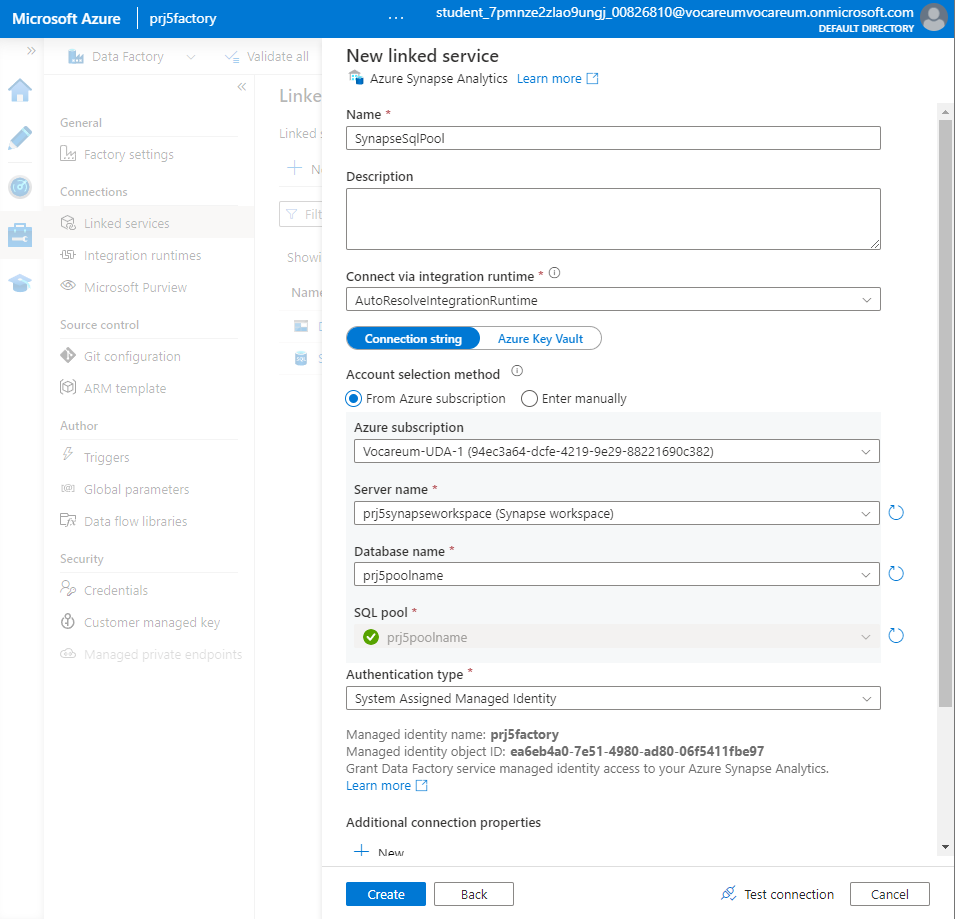 Microsoft Azure
prj5factory
...
student_7pmnze2zlao9ungj_00826810@vocareumvocareum.onmicrosoft.com
DEFAULT DIRECTORY
»
Data Factory
Validate all
«
General
Factory settings
Connections
Linked services
Integration runtimes
Microsoft Purview
Source control
Git configuration
ARM template
Author
Triggers
Global parameters
Data flow libraries
Security
Credentials
Customer managed key
Managed private endpoints
Linke
Linked s
N
Filt
Showi
Name
New linked service
Azure Synapse Analytics Learn more
Name *
SynapseSqlPool
Description
Connect via integration runtime *
AutoResolveIntegrationRuntime
Connection string Azure Key Vault
Account selection method
From Azure subscription Enter manually
Azure subscription
Vocareum-UDA-1 (94ec3a64-dcfe-4219-9e29-88221690c382)
Server name *
prj5synapseworkspace (Synapse workspace)
Database name *
prj5poolname
SQL pool *
prj5poolname
Authentication type *
System Assigned Managed Identity
Managed identity name: prj5factory
Managed identity object ID: ea6eb4a0-7e51-4980-ad80-06f5411fbe97
Grant Data Factory service managed identity access to your Azure Synapse Analytics.
Learn more
Additional connection properties
New
Create Back Test connection Cancel